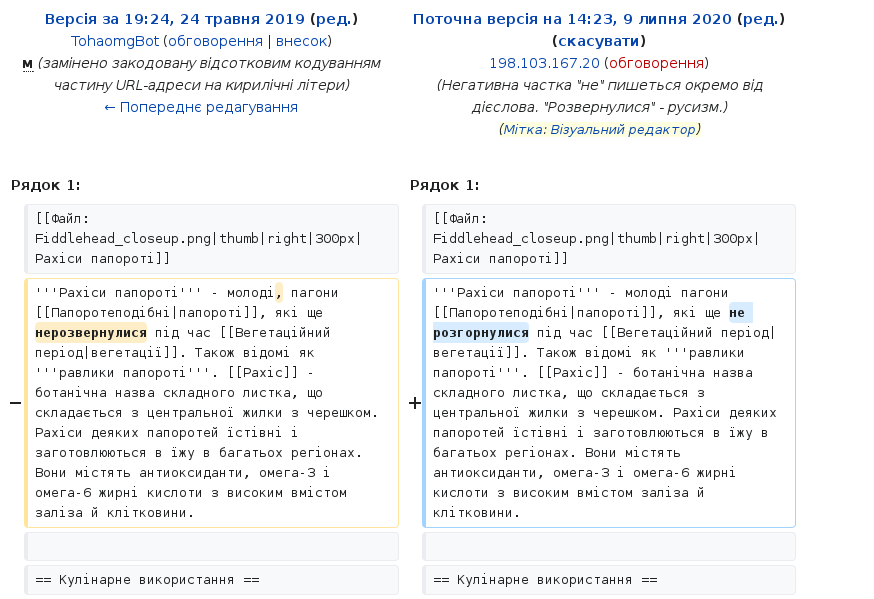 Версія за 19:24, 24 травня 2019 (ред.)
TohaomgBot (обговорення | внесок)
м (замінено закодовану відсотковим кодуванням
частину URL-адреси на кирилічні літери)
← Попереднє редагування
Поточна версія на 14:23, 9 липня 2020 (ред.)
(скасувати)
198.103.167.20 (обговорення)
(Негативна частка "не" пишеться окремо від
дієслова. "Розвернулися" - русизм.)
(Мітка: Візуальний редактор)
Рядок 1:
[[Файл:
Fiddlehead_closeup.png|thumb|right|300px|
Рахіси папороті]]
− '''Рахіси папороті''' - молоді, пагони
[[Папоротеподібні|папороті]], які ще
нерозвернулися під час [[Вегетаційний
період|вегетації]]. Також відомі як
'''равлики папороті'''. [[Рахіс]] -
ботанічна назва складного листка, що
складається з центральної жилки з черешком.
Рахіси деяких папоротей їстівні і
заготовлюються в їжу в багатьох регіонах.
Вони містять антиоксиданти, омега-3 і
омега-6 жирні кислоти з високим вмістом
заліза й клітковини.
== Кулінарне використання ==
Рядок 1:
[[Файл:
Fiddlehead_closeup.png|thumb|right|300px|
Рахіси папороті]]
+ '''Рахіси папороті''' - молоді пагони
[[Папоротеподібні|папороті]], які ще не
розгорнулися під час [[Вегетаційний період|
вегетації]]. Також відомі як '''равлики
папороті'''. [[Рахіс]] - ботанічна назва
складного листка, що складається з
центральної жилки з черешком. Рахіси деяких
папоротей їстівні і заготовлюються в їжу в
багатьох регіонах. Вони містять
антиоксиданти, омега-3 і омега-6 жирні
кислоти з високим вмістом заліза й
клітковини.
== Кулінарне використання ==